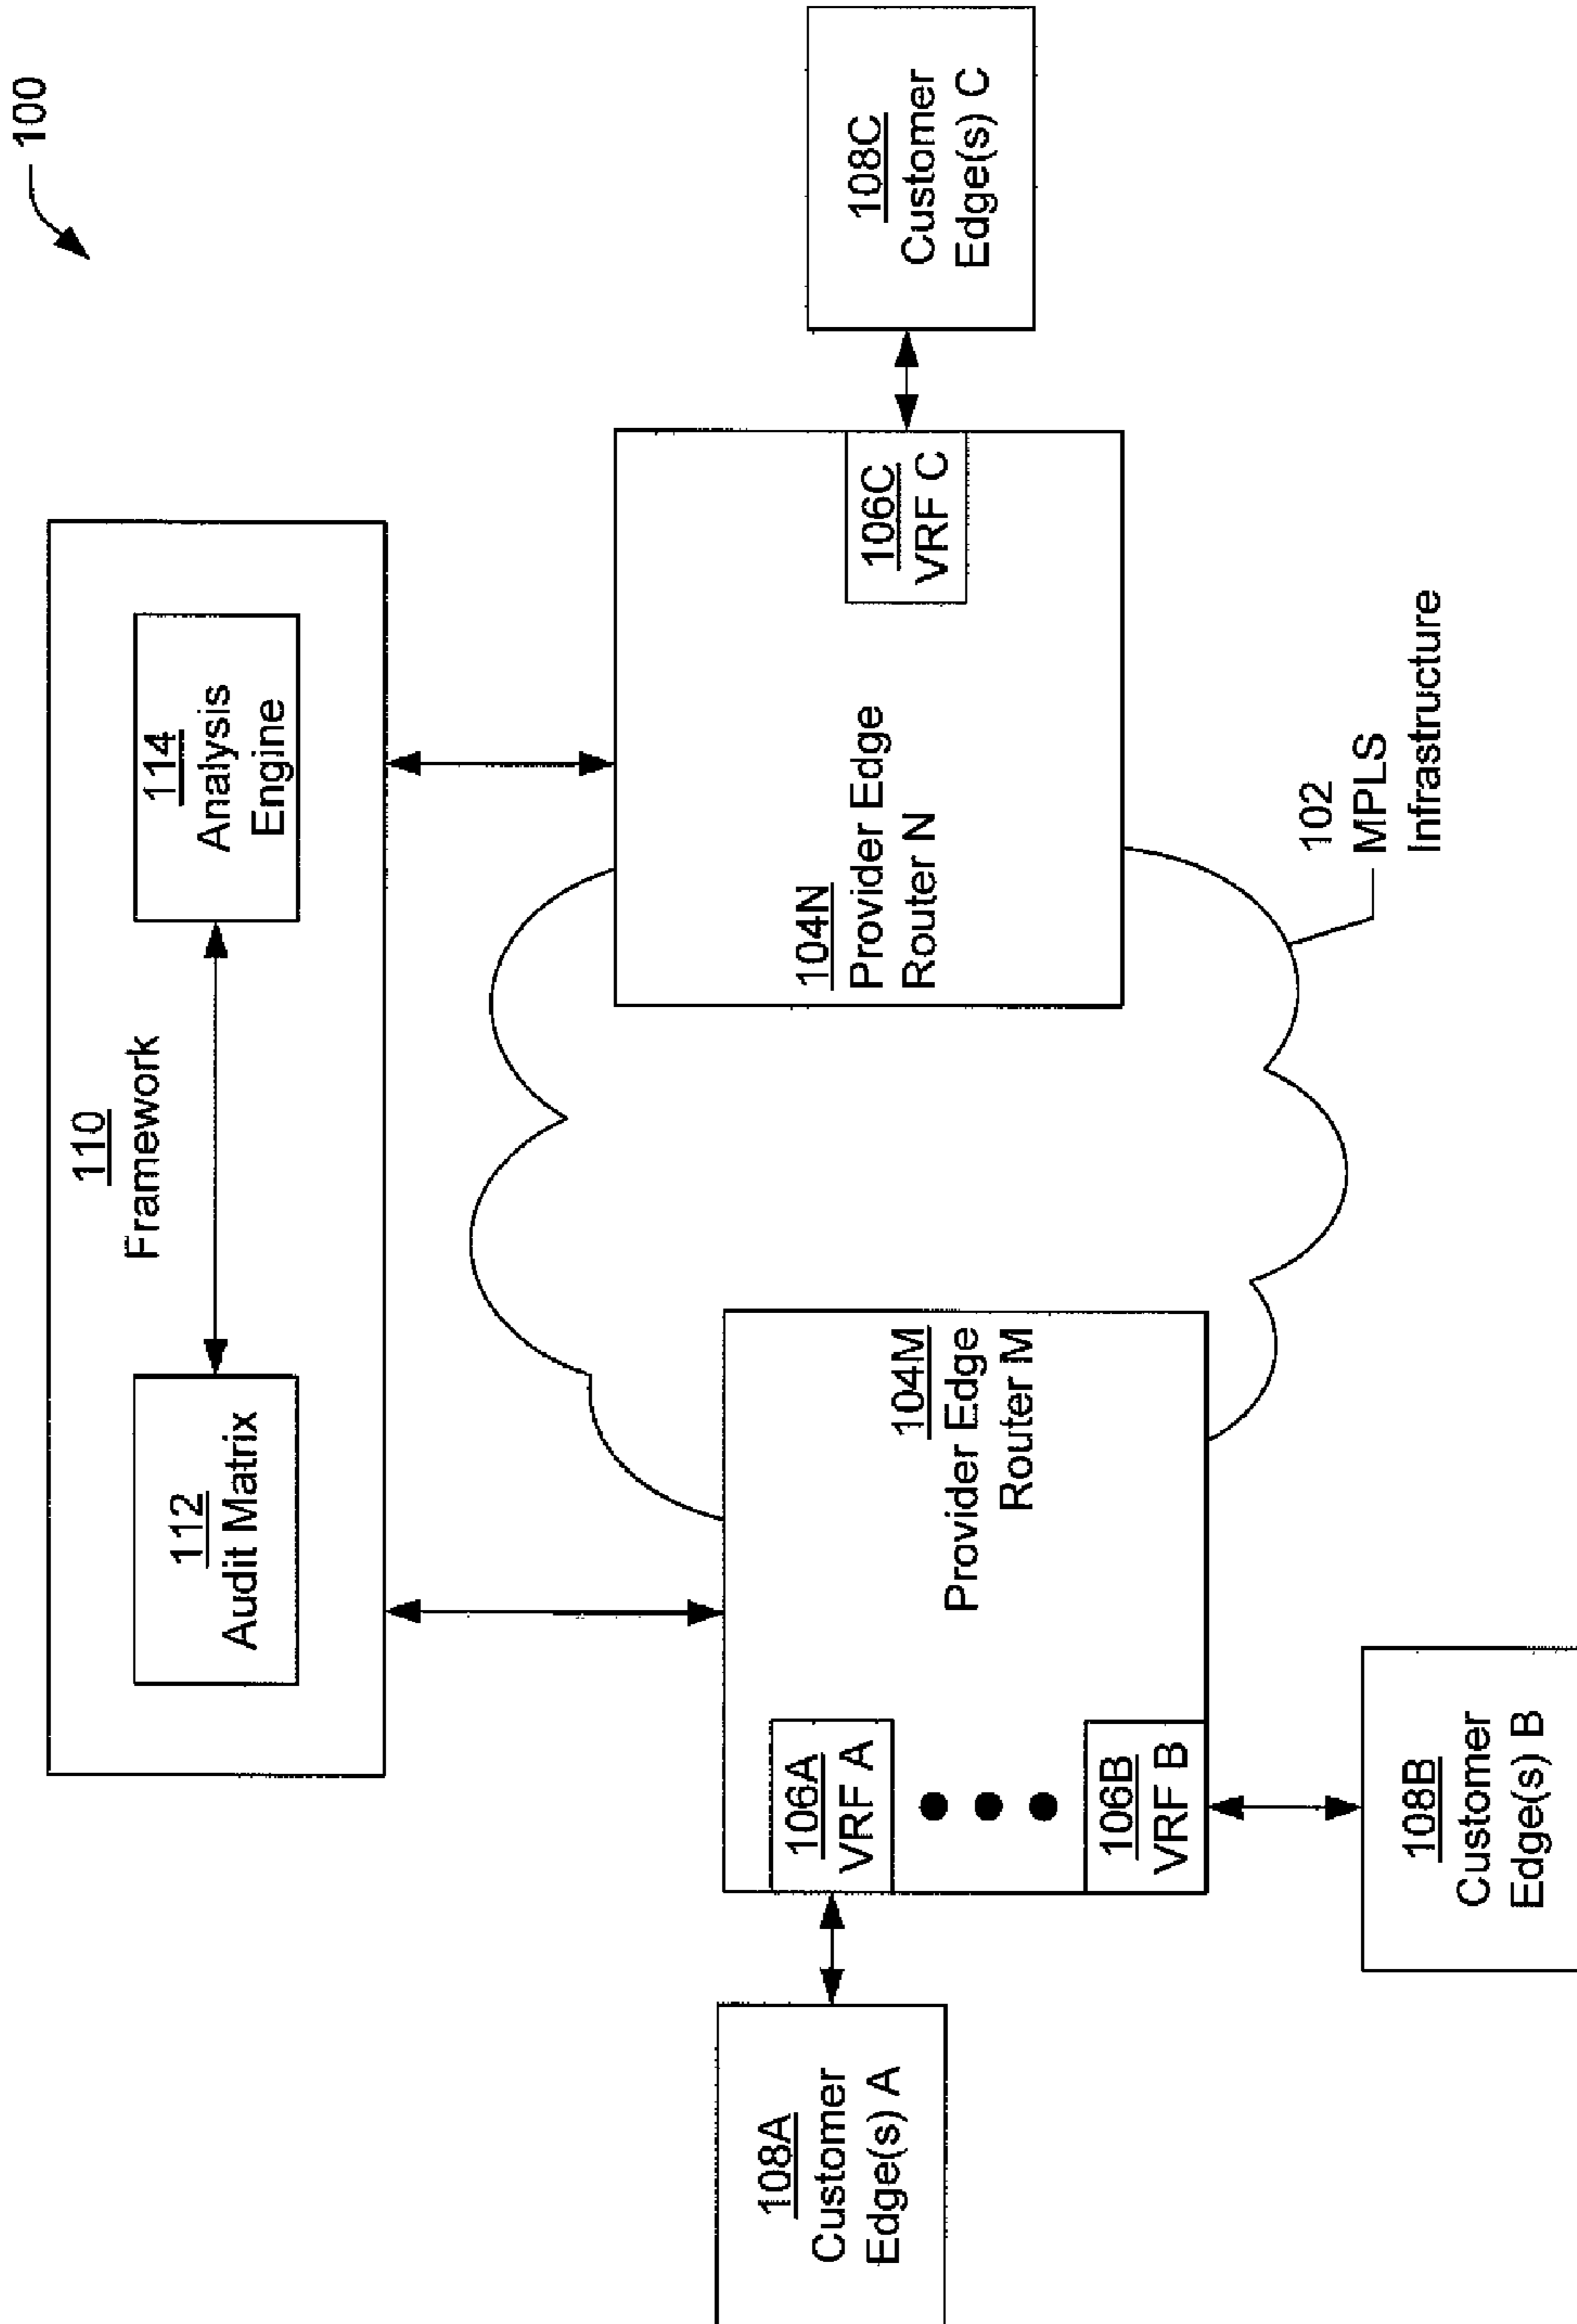 100
110
Framework
112
Audit Matrix
114
Analysis
Engine
108A
Customer
Edge(s) A
106A
VRF A
106B
VRF B
104M
Provider Edge
Router M
104N
Provider Edge
Router N
106C
VRF C
108C
Customer
Edge(s) C
108B
Customer
Edge(s) B
102
MPLS
Infrastructure